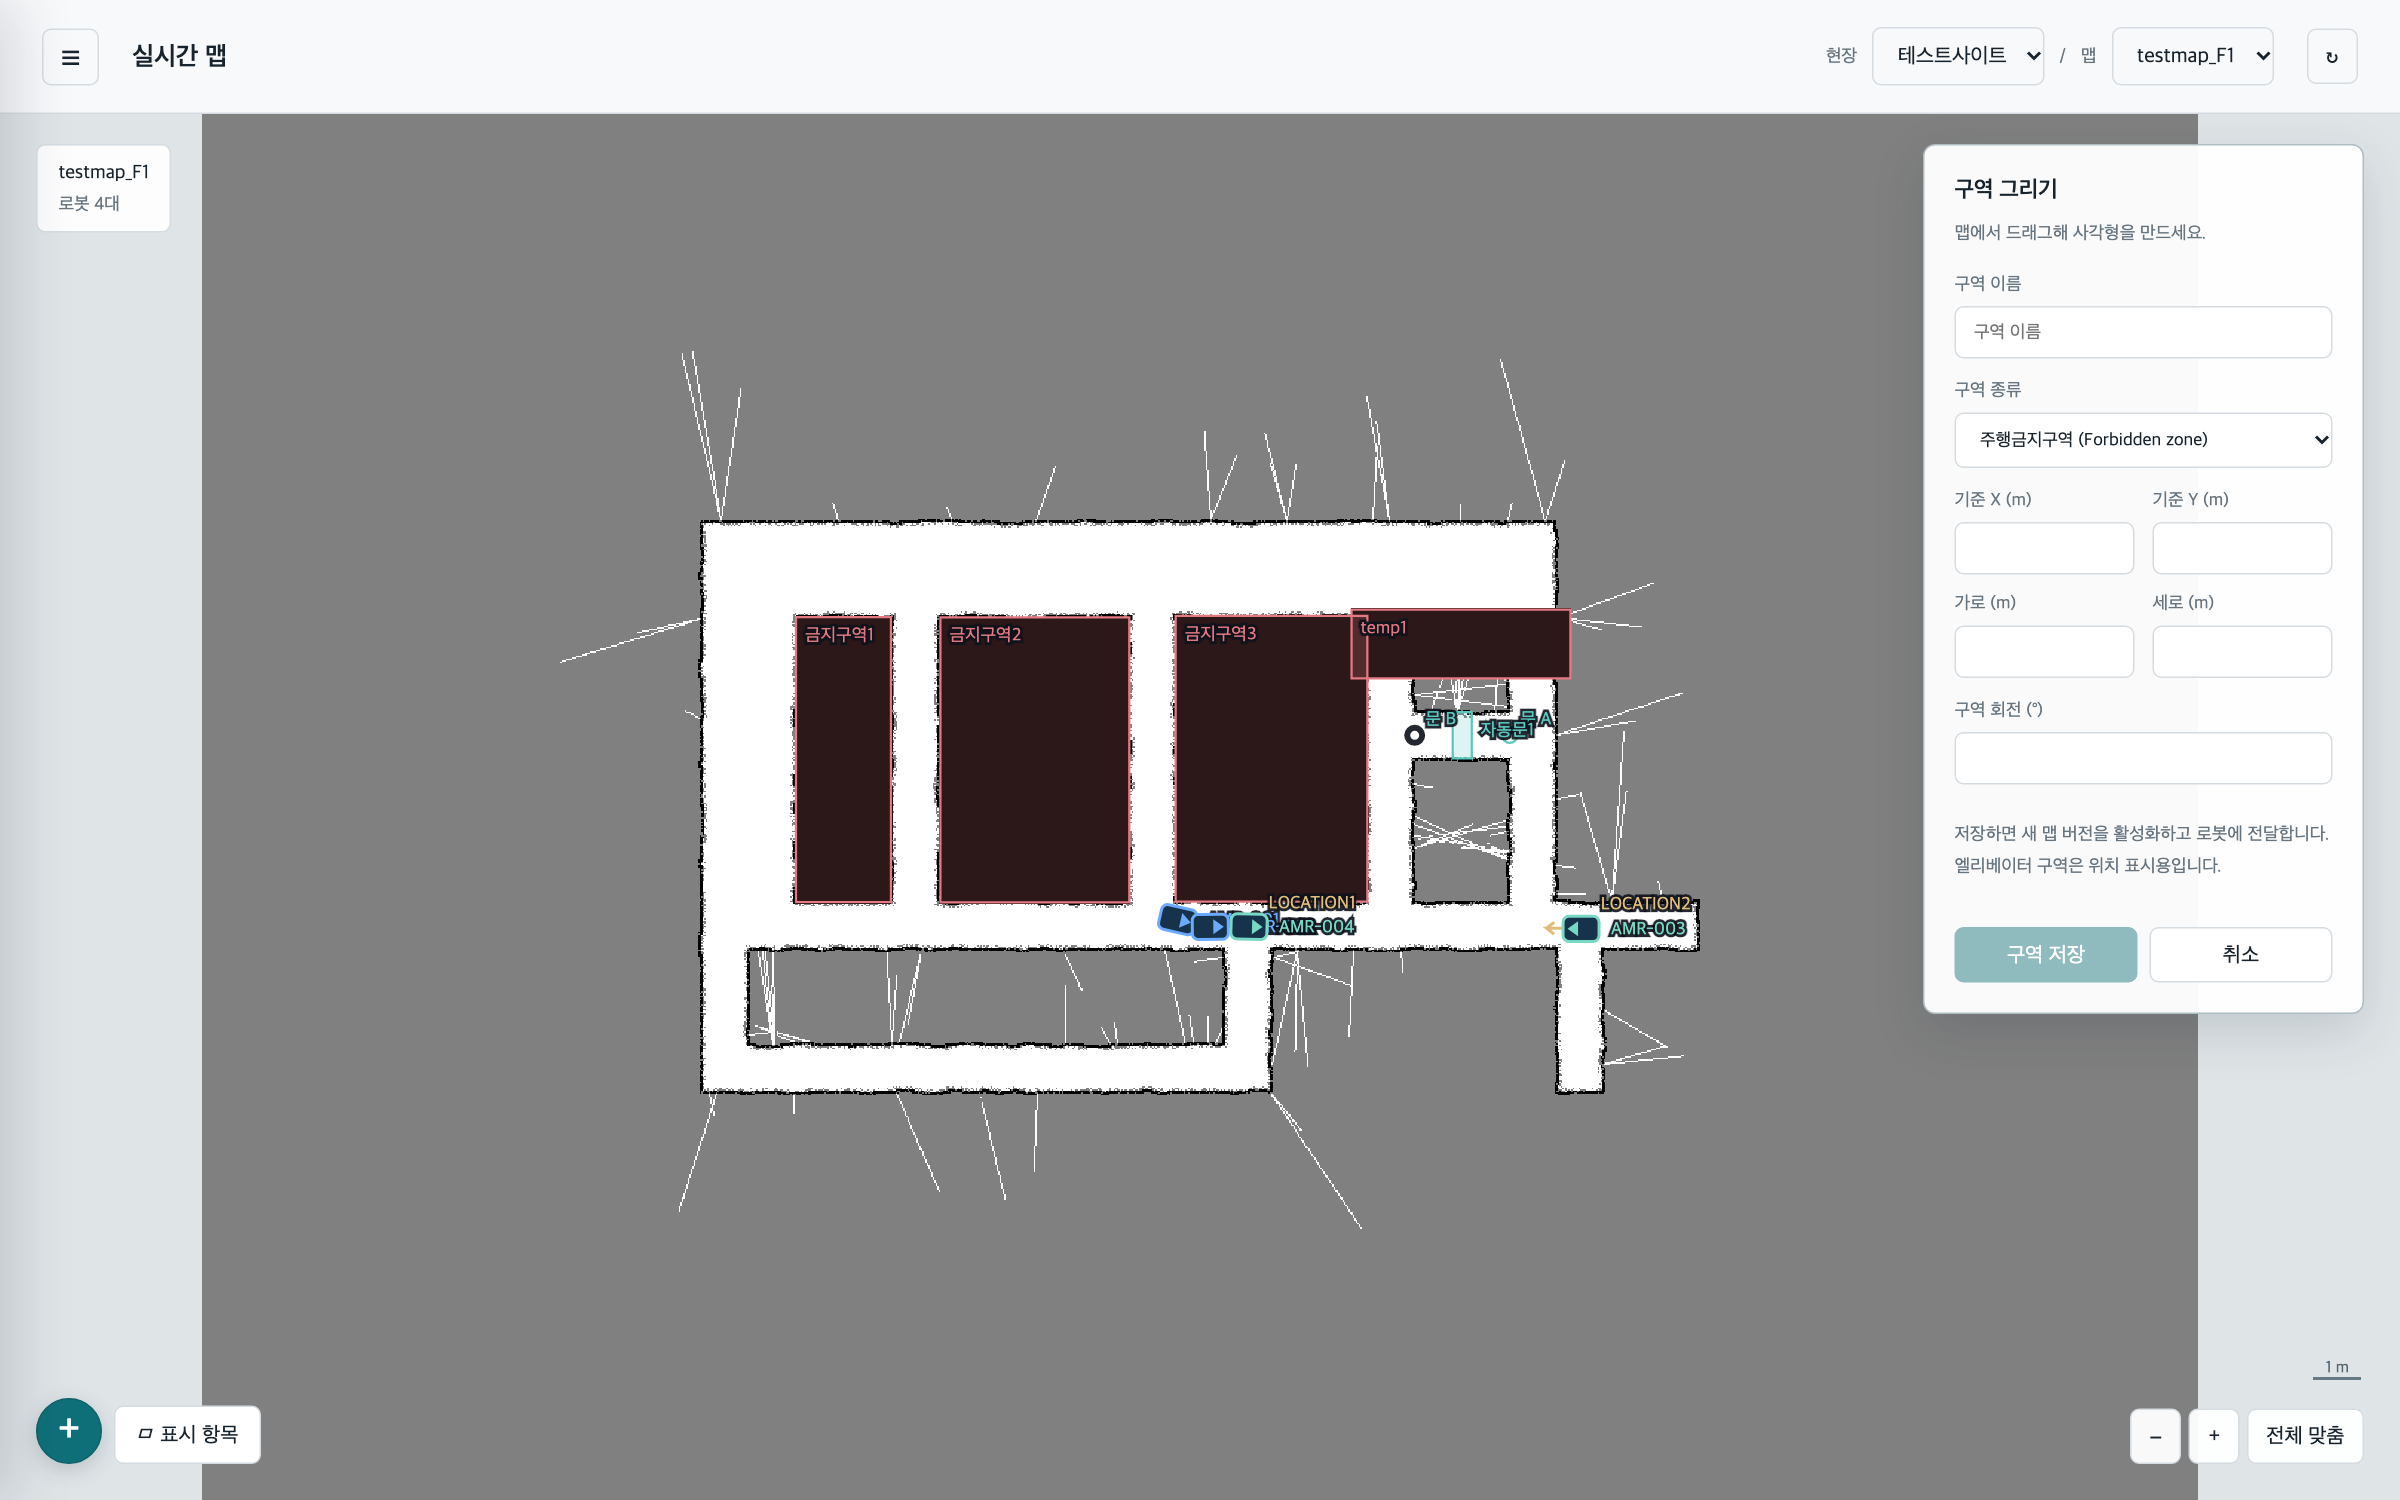 실시간 맵
현장
테스트사이트
/
맵
testmap_F1
↻
testmap_F1
로봇 4대
구역 그리기
맵에서 드래그해 사각형을 만드세요.
구역 이름
구역 이름
구역 종류
주행금지구역 (Forbidden zone)
기준 X (m)
기준 Y (m)
가로 (m)
세로 (m)
구역 회전 (°)
저장하면 새 맵 버전을 활성화하고 로봇에 전달합니다.
엘리베이터 구역은 위치 표시용입니다.
구역 저장
취소
금지구역1
금지구역2
금지구역3
temp1
문 B
문 A
자동문1
LOCATION1
AMR-004
LOCATION2
AMR-003
1 m
+
표시 항목
−
+
전체 맞춤